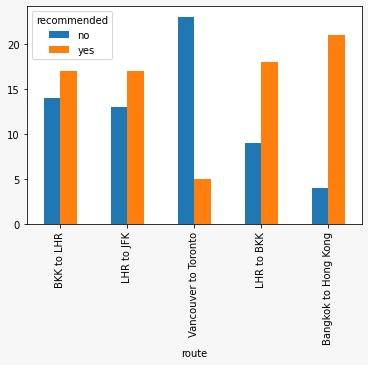 recommended
no
yes
20
15
10
5
0
BKK to LHR
LHR to JFK
Vancouver to Toronto
LHR to BKK
Bangkok to Hong Kong
route